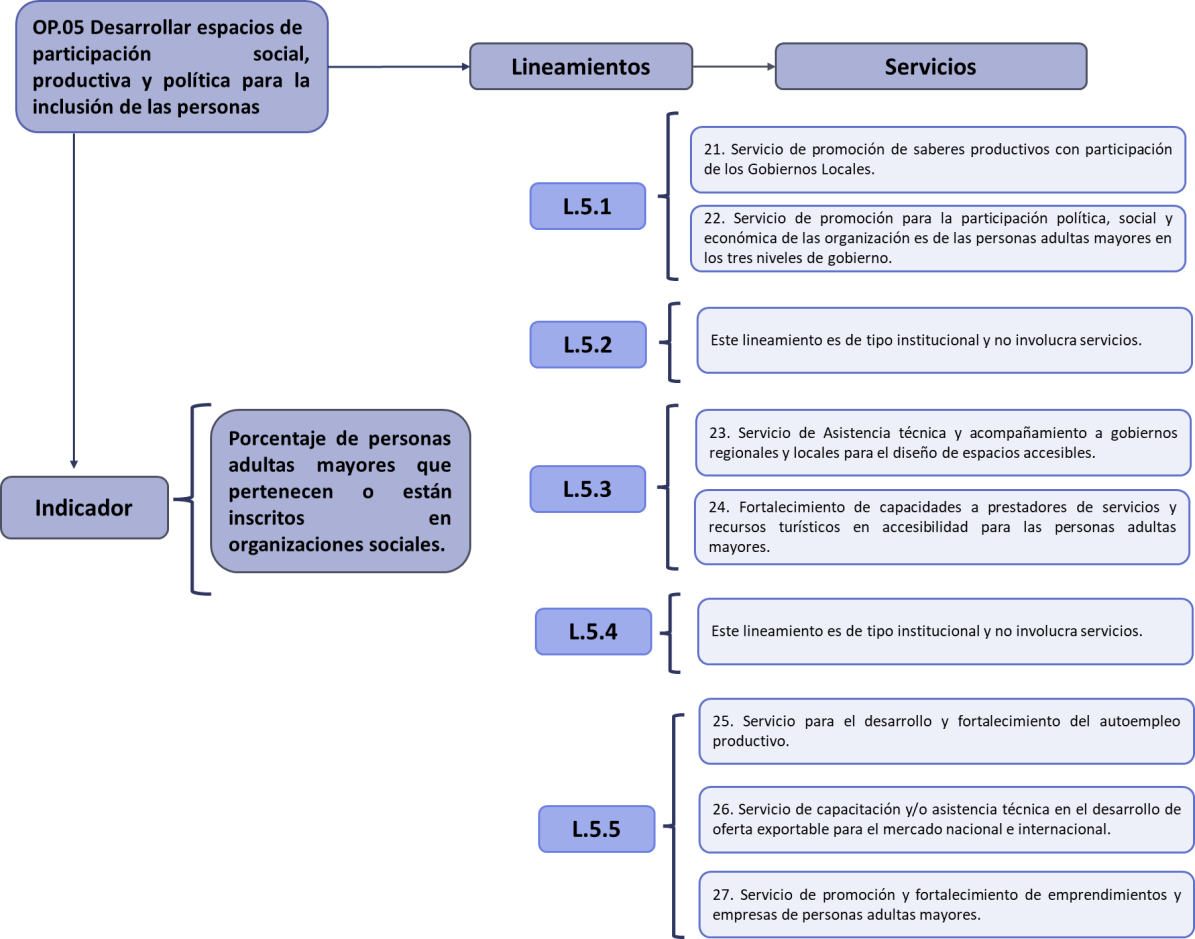 OP.05 Desarrollar espacios de
participación social,
productiva y política para la
inclusión de las personas
Lineamientos
Servicios
L.5.1
21. Servicio de promoción de saberes productivos con participación
de los Gobiernos Locales.
22. Servicio de promoción para la participación política, social y
económica de las organización es de las personas adultas mayores en
los tres niveles de gobierno.
L.5.2
Este lineamiento es de tipo institucional y no involucra servicios.
Indicador
Porcentaje de personas
adultas mayores que
pertenecen o están
inscritos en
organizaciones sociales.
L.5.3
23. Servicio de Asistencia técnica y acompañamiento a gobiernos
regionales y locales para el diseño de espacios accesibles.
24. Fortalecimiento de capacidades a prestadores de servicios y
recursos turísticos en accesibilidad para las personas adultas
mayores.
L.5.4
Este lineamiento es de tipo institucional y no involucra servicios.
L.5.5
25. Servicio para el desarrollo y fortalecimiento del autoempleo
productivo.
26. Servicio de capacitación y/o asistencia técnica en el desarrollo de
oferta exportable para el mercado nacional e internacional.
27. Servicio de promoción y fortalecimiento de emprendimientos y
empresas de personas adultas mayores.